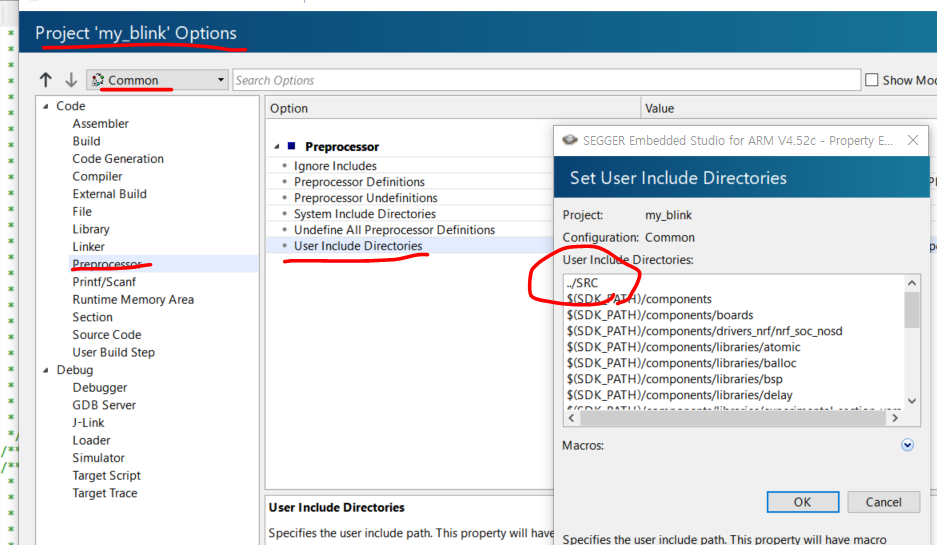 Project 'my_blink' Options
Common
Search Options
Show
Code
Assembler
Build
Code Generation
Compiler
External Build
File
Library
Linker
Preprocessor
Printf/Scanf
Runtime Memory Area
Section
Source Code
User Build Step
Debug
Debugger
GDB Server
J-Link
Loader
Simulator
Target Script
Target Trace
Option
Value
Preprocessor
Ignore Includes
Preprocessor Definitions
Preprocessor Undefinitions
System Include Directories
Undefine All Preprocessor Definitions
User Include Directories
User Include Directories
Specifies the user include path. This property will have
SEGGER Embedded Studio for ARM V4.52c - Property E...
Set User Include Directories
Project: my_blink
Configuration: Common
User Include Directories:
../SRC
$(SDK_PATH)/components
$(SDK_PATH)/components/boards
$(SDK_PATH)/components/drivers_nrf/nrf_soc_nosd
$(SDK_PATH)/components/libraries/atomic
$(SDK_PATH)/components/libraries/balloc
$(SDK_PATH)/components/libraries/bsp
$(SDK_PATH)/components/libraries/delay
Macros:
OK
Cancel
Specifies the user include path. This property will have macro